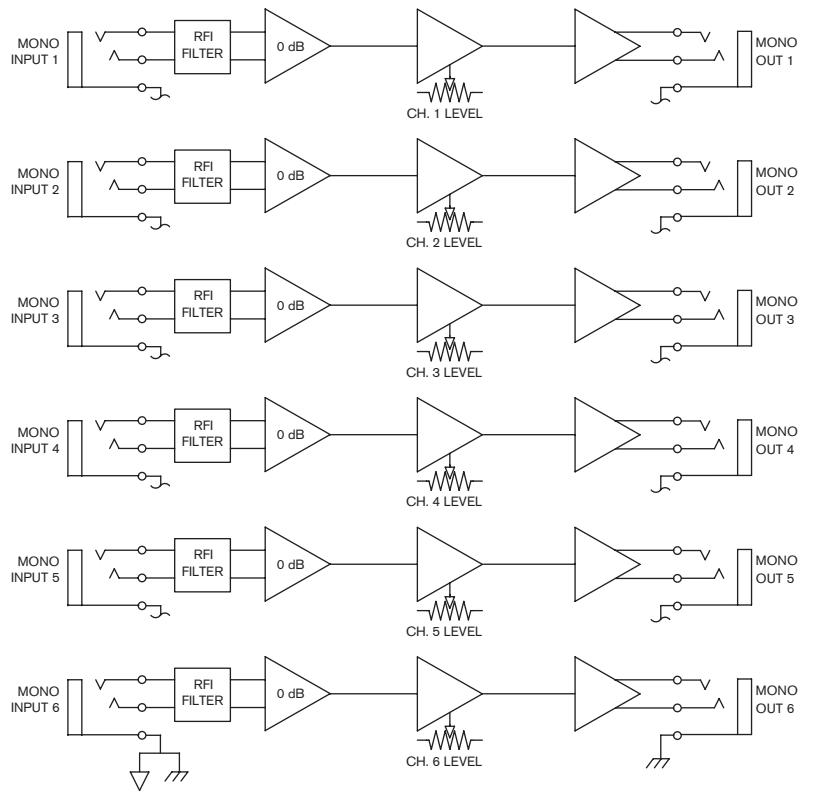 MONO
INPUT 1
RFI
FILTER
0 dB
CH. 1 LEVEL
MONO
OUT 1
MONO
INPUT 2
RFI
FILTER
0 dB
CH. 2 LEVEL
MONO
OUT 2
MONO
INPUT 3
RFI
FILTER
0 dB
CH. 3 LEVEL
MONO
OUT 3
MONO
INPUT 4
RFI
FILTER
0 dB
CH. 4 LEVEL
MONO
OUT 4
MONO
INPUT 5
RFI
FILTER
0 dB
CH. 5 LEVEL
MONO
OUT 5
MONO
INPUT 6
RFI
FILTER
0 dB
CH. 6 LEVEL
MONO
OUT 6